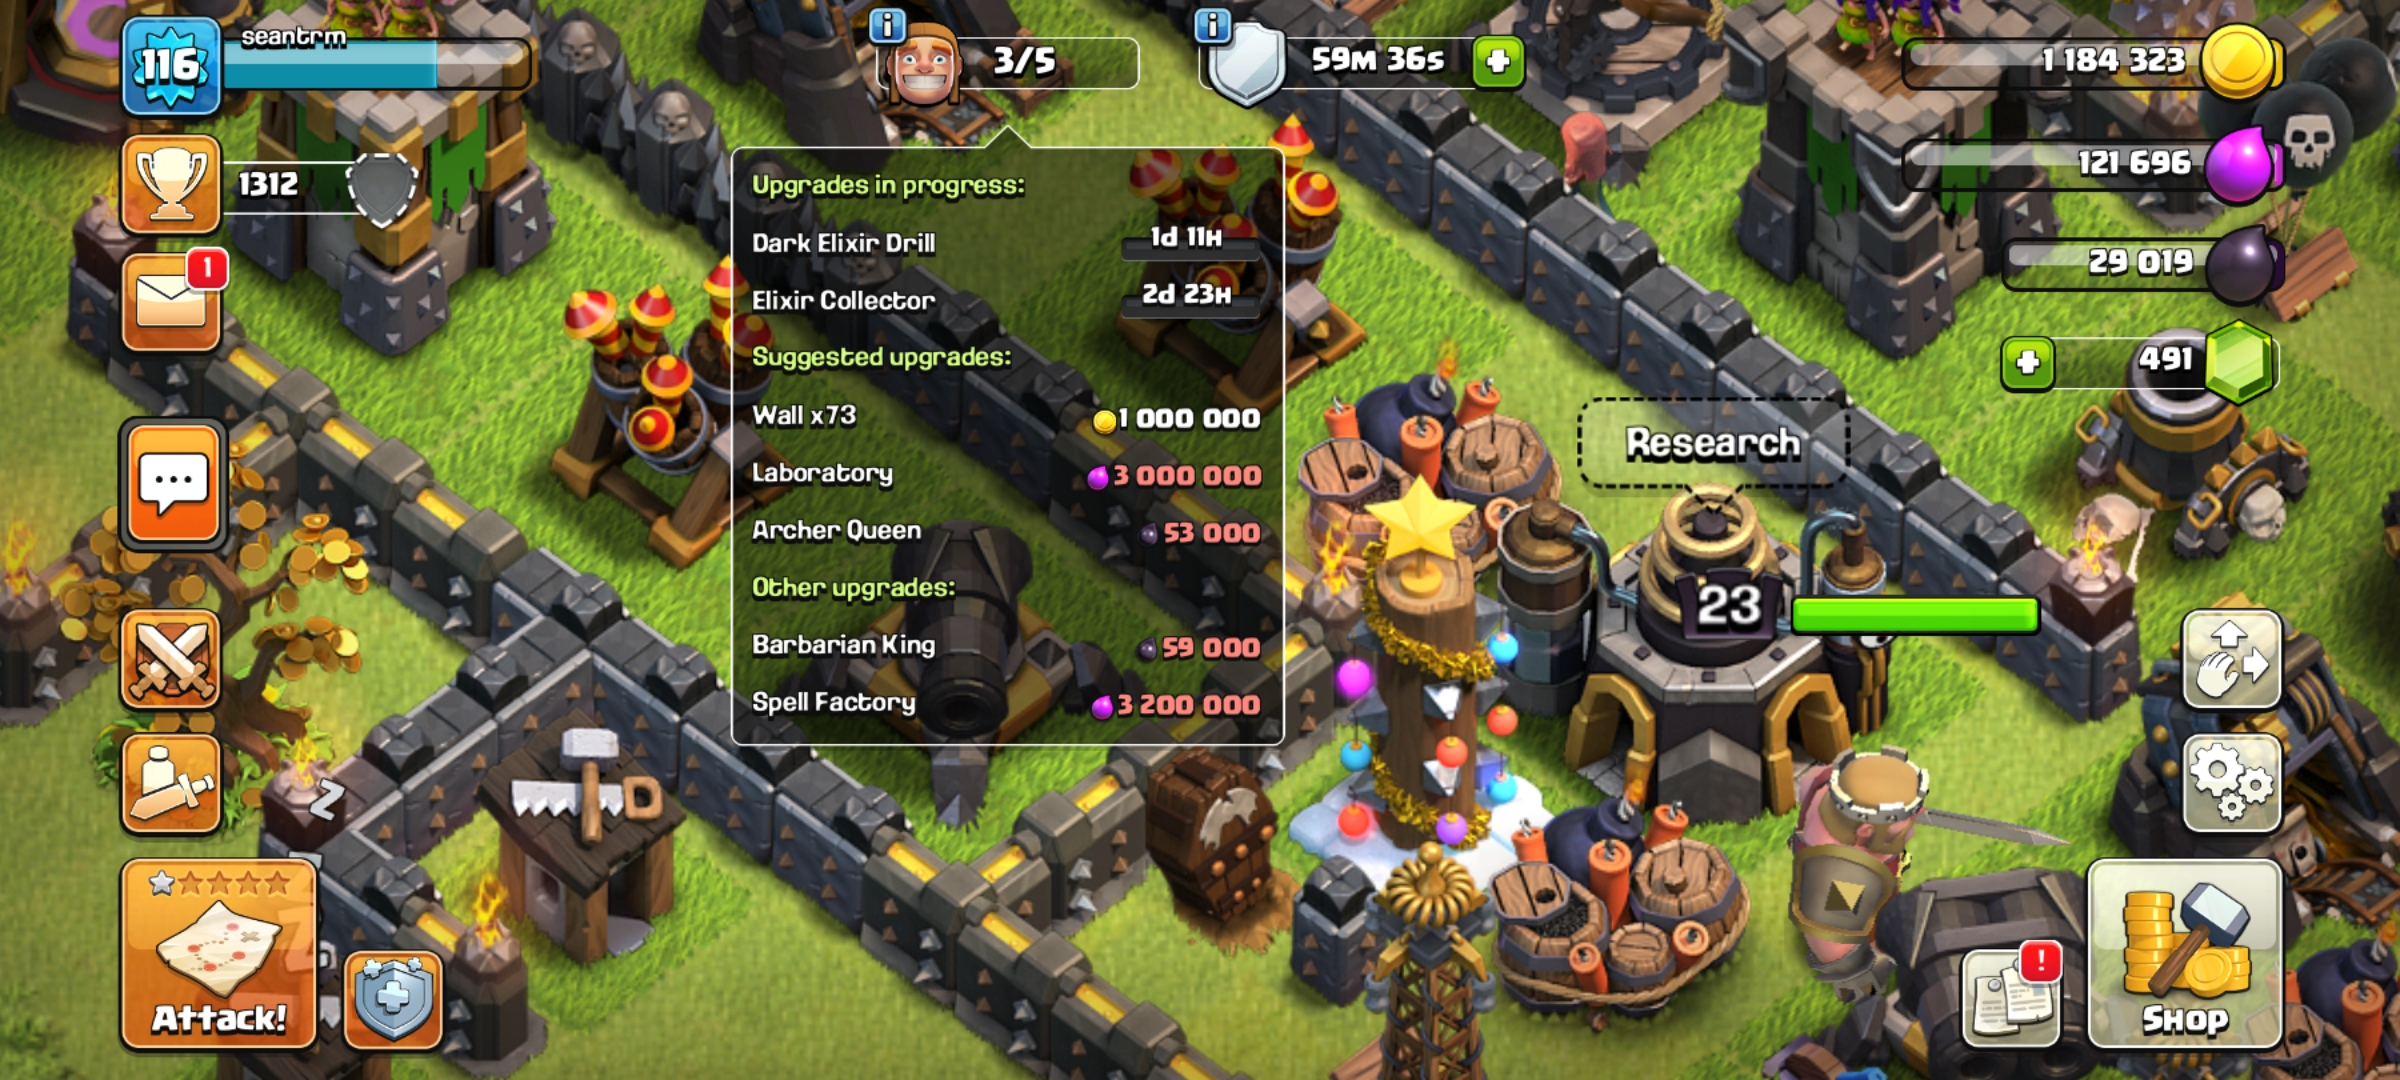 116
seantrm
i
3/5
i
59m 36s
1 184 323
1312
121 696
1
29 019
491
Upgrades in progress:
Dark Elixir Drill 1d 11H
Elixir Collector 2d 23H
Suggested upgrades:
Wall x73 1 000 000
Laboratory 3 000 000
Archer Queen 53 000
Other upgrades:
Barbarian King 59 000
Spell Factory 3 200 000
Research
23
Z
Attack!
!
Shop